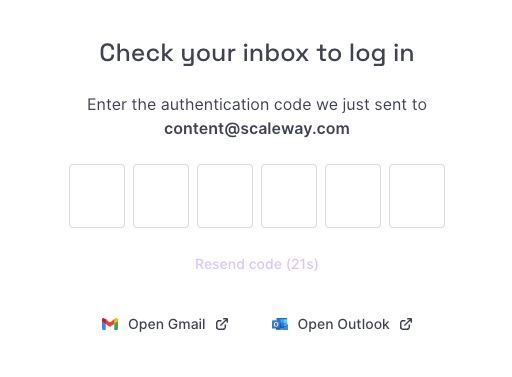 Check your inbox to log in
Enter the authentication code we just sent to
content@scaleway.com
Resend code (21s)
Open Gmail
Open Outlook